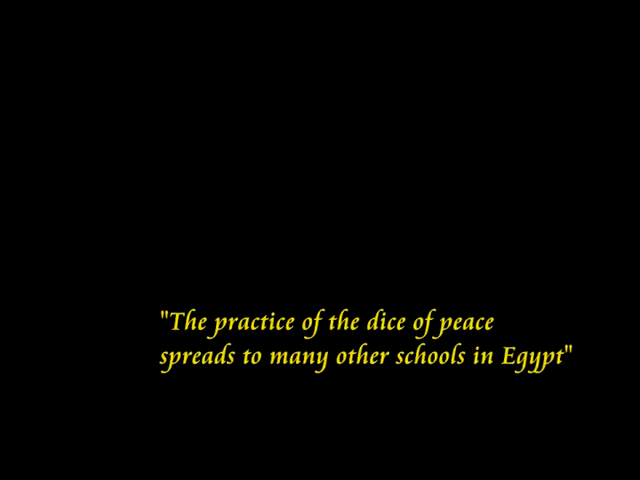 "The practice of the dice of peace
spreads to many other schools in Egypt"